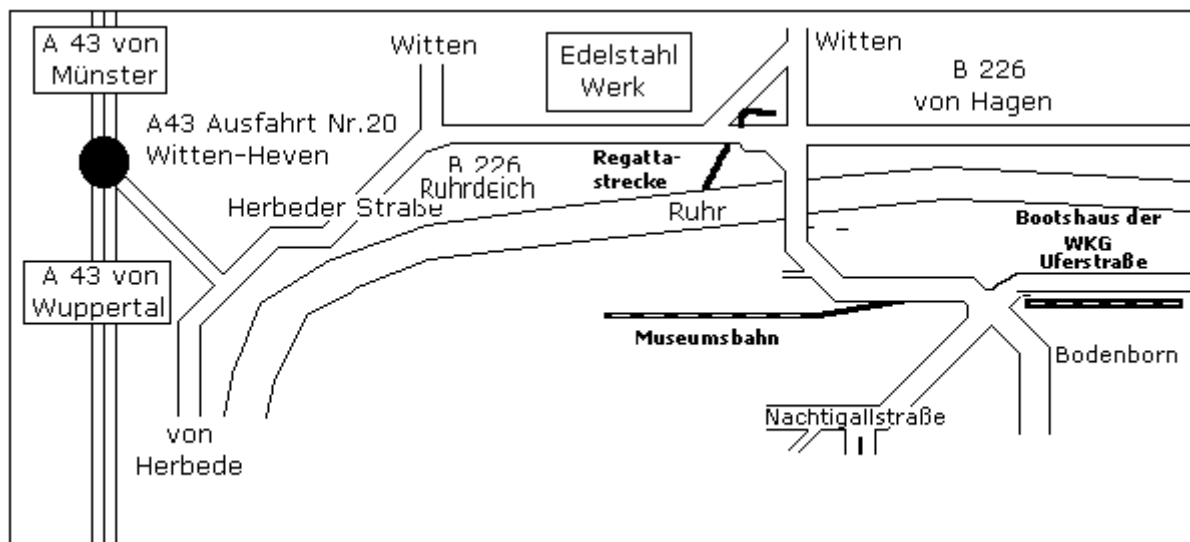 A 43 von
Münster
Witten
Edelstahl
Werk
Witten
B 226
von Hagen
A43 Ausfahrt Nr.20
Witten-Heven
B 226
Ruhrdeich
Regatta-
strecke
Herbeder Straße
Ruhr
Bootshaus der
WKG
Uferstraße
A 43 von
Wuppertal
Museumsbahn
Bodenborn
Nachtigallstraße
von
Herbede